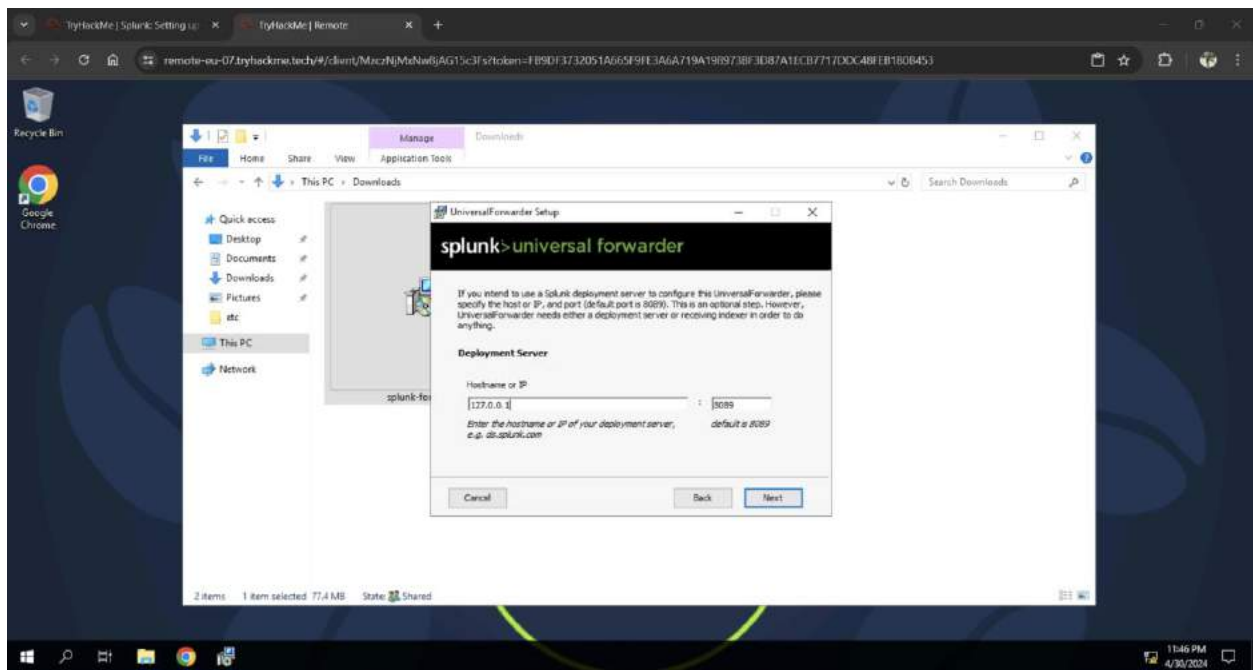 TryHackMe | Splunk: Setting up
TryHackMe | Remote
Recycle Bin
Google
Chrome
Manage
Downloads
File
Home
Share
View
Application Tools
This PC
Downloads
Search Downloads
Quick access
Desktop
Documents
Downloads
Pictures
etc
This PC
Network
splunk-for
UniversalForwarder Setup
splunk>universal forwarder
If you intend to use a Splunk deployment server to configure this UniversalForwarder, please
specify the host or IP, and port (default port is 8089). This is an optional step. However,
UniversalForwarder needs either a deployment server or receiving indexer in order to do
anything.
Deployment Server
Hostname or IP
127.0.0.1 : 8089
Enter the hostname or IP of your deployment server, default is 8089
e.g. ds.splunk.com
Cancel
Back
Next
2 items 1 item selected 77.4 MB State: Shared
11:46 PM
4/30/2024